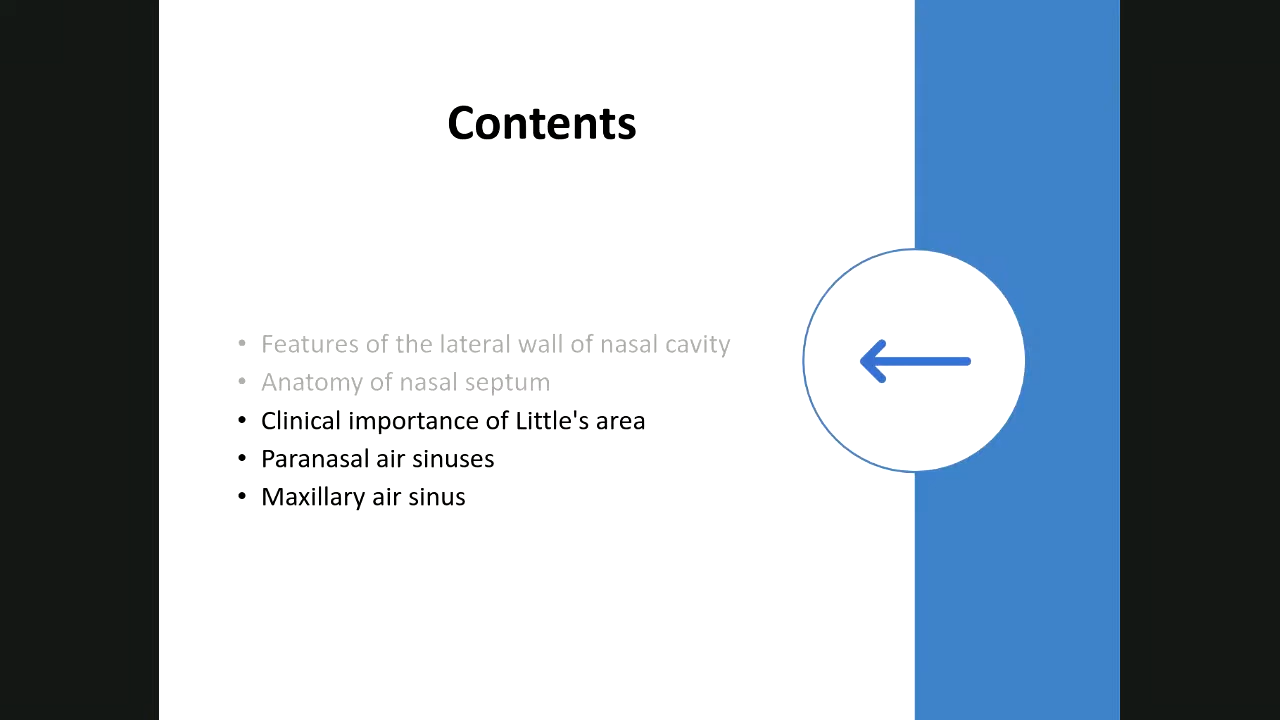 Contents
• Features of the lateral wall of nasal cavity
• Anatomy of nasal septum
• Clinical importance of Little's area
• Paranasal air sinuses
• Maxillary air sinus